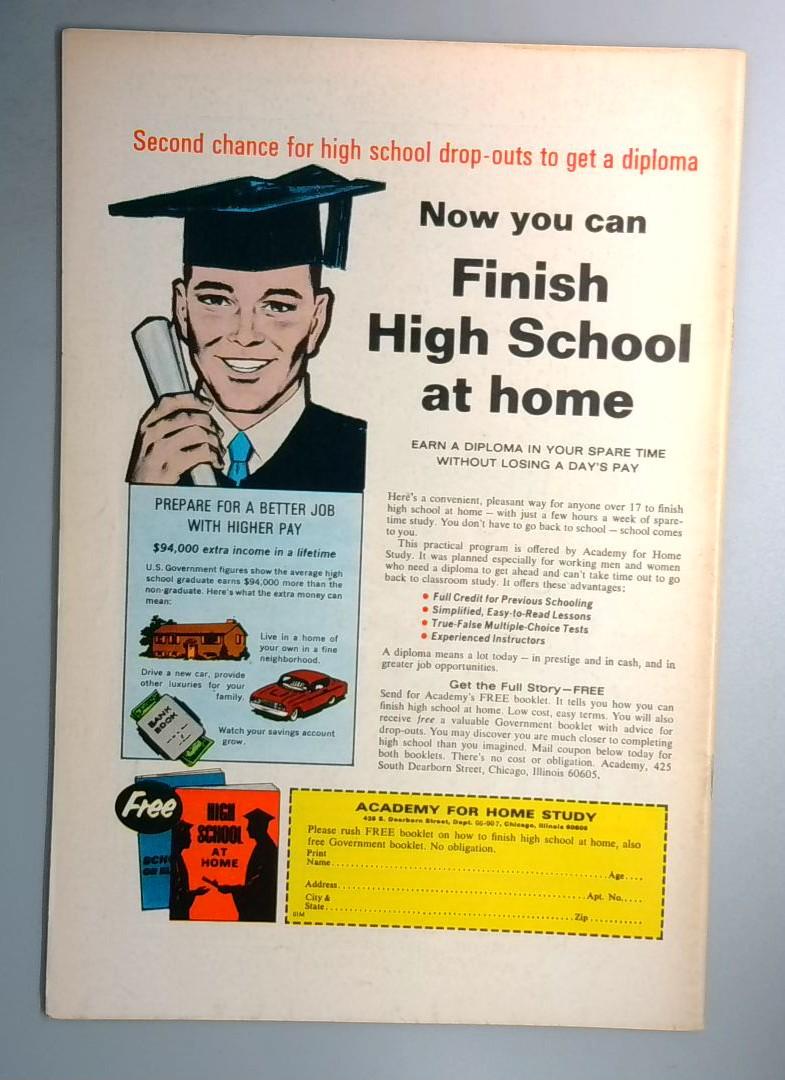 Second chance for high school drop-outs to get a diploma
Now you can
Finish
High School
at home
EARN A DIPLOMA IN YOUR SPARE TIME
WITHOUT LOSING A DAY'S PAY
PREPARE FOR A BETTER JOB
WITH HIGHER PAY
$94,000 extra income in a lifetime
U.S. Government figures show the average high
school graduate earns $94,000 more than the
non-graduate. Here's what the extra money can
mean:
Live in a home of
your own in a fine
neighborhood.
Drive a new car, provide
other luxuries for your
family.
BANK
BOOK
Watch your savings account
grow.
Here's a convenient, pleasant way for anyone over 17 to finish
high school at home – with just a few hours a week of spare-
time study. You don't have to go back to school – school comes
to you.
This practical program is offered by Academy for Home
Study. It was planned especially for working men and women
who need a diploma to get ahead and can't take time out to go
back to classroom study. It offers these advantages:
• Full Credit for Previous Schooling
• Simplified, Easy-to-Read Lessons
• True-False Multiple-Choice Tests
• Experienced Instructors
A diploma means a lot today – in prestige and in cash, and in
greater job opportunities.
Get the Full Story—FREE
Send for Academy's FREE booklet. It tells you how you can
finish high school at home. Low cost, easy terms. You will also
receive free a valuable Government booklet with advice for
drop-outs. You may discover you are much closer to completing
high school than you imagined. Mail coupon below today for
both booklets. There's no cost or obligation. Academy, 425
South Dearborn Street, Chicago, Illinois 60605.
Free
HIGH
SCHOOL
AT
HOME
ACADEMY FOR HOME STUDY
S. Dearborn Street, Dept. Chicago, Illinois 60605
Please rush FREE booklet on how to finish high school at home, also
free Government booklet. No obligation.
Print
Name..........Age....
Address..........Apt. No.....
City &
State..........Zip..........